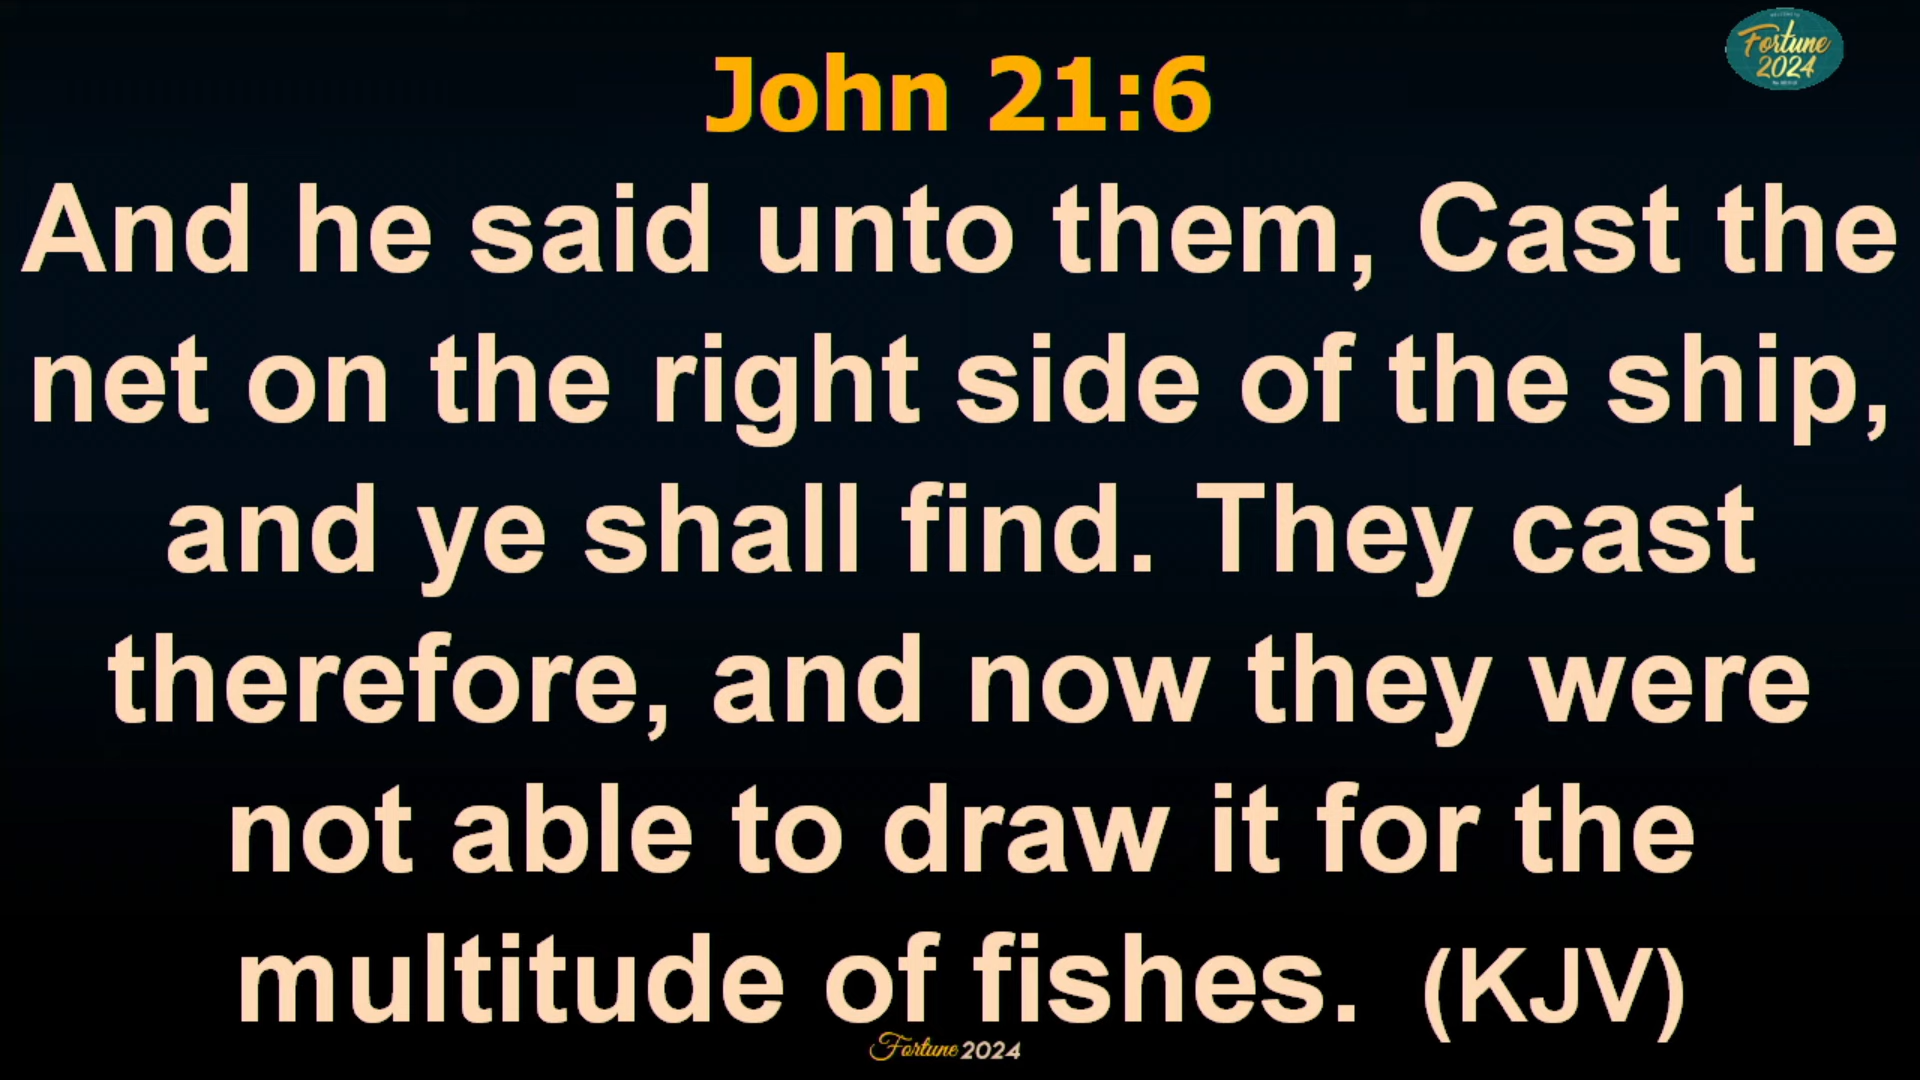 Fortune
2024
John 21:6
And he said unto them, Cast the
net on the right side of the ship,
and ye shall find. They cast
therefore, and now they were
not able to draw it for the
multitude of fishes. (KJV)
Fortune 2024